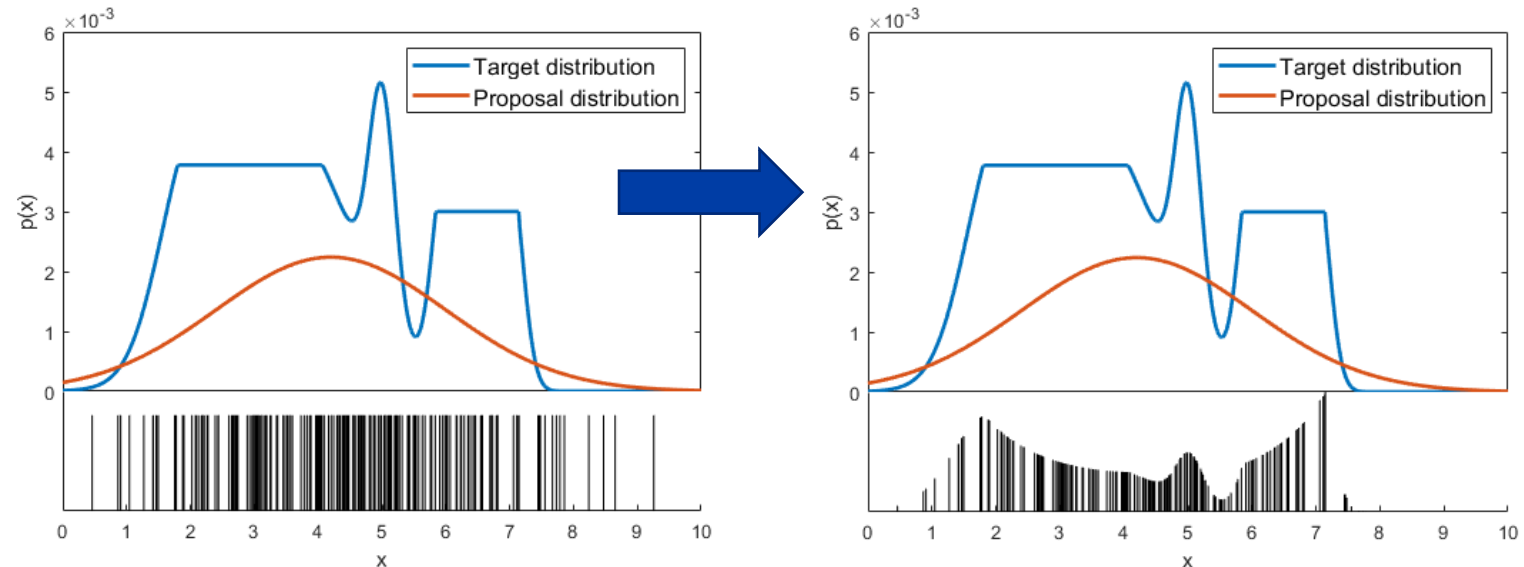 ×10⁻³
6
5
4
3
2
1
0
p(x)
Target distribution
Proposal distribution
0 1 2 3 4 5 6 7 8 9 10
x
×10⁻³
6
5
4
3
2
1
0
p(x)
Target distribution
Proposal distribution
0 1 2 3 4 5 6 7 8 9 10
x